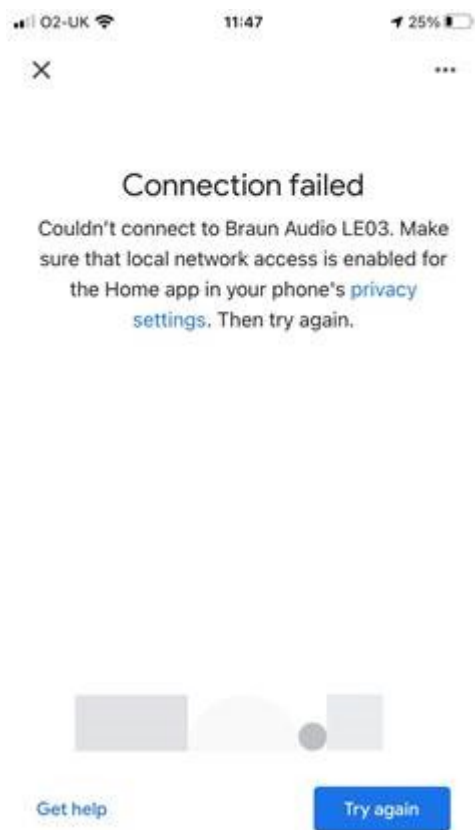 O2-UK 11:47 25%
Connection failed
Couldn't connect to Braun Audio LE03. Make
sure that local network access is enabled for
the Home app in your phone's privacy
settings. Then try again.
Get help Try again